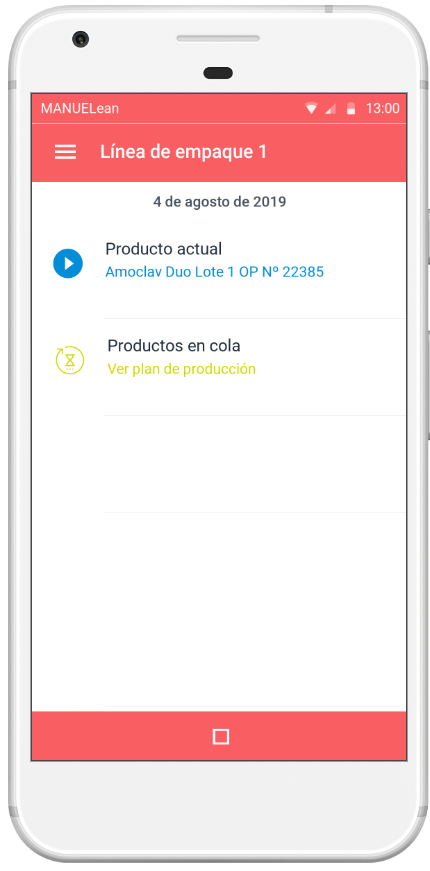 MANUELean 13:00
Línea de empaque 1
4 de agosto de 2019
Producto actual
Amoclav Duo Lote 1 OP Nº 22385
Productos en cola
Ver plan de producción